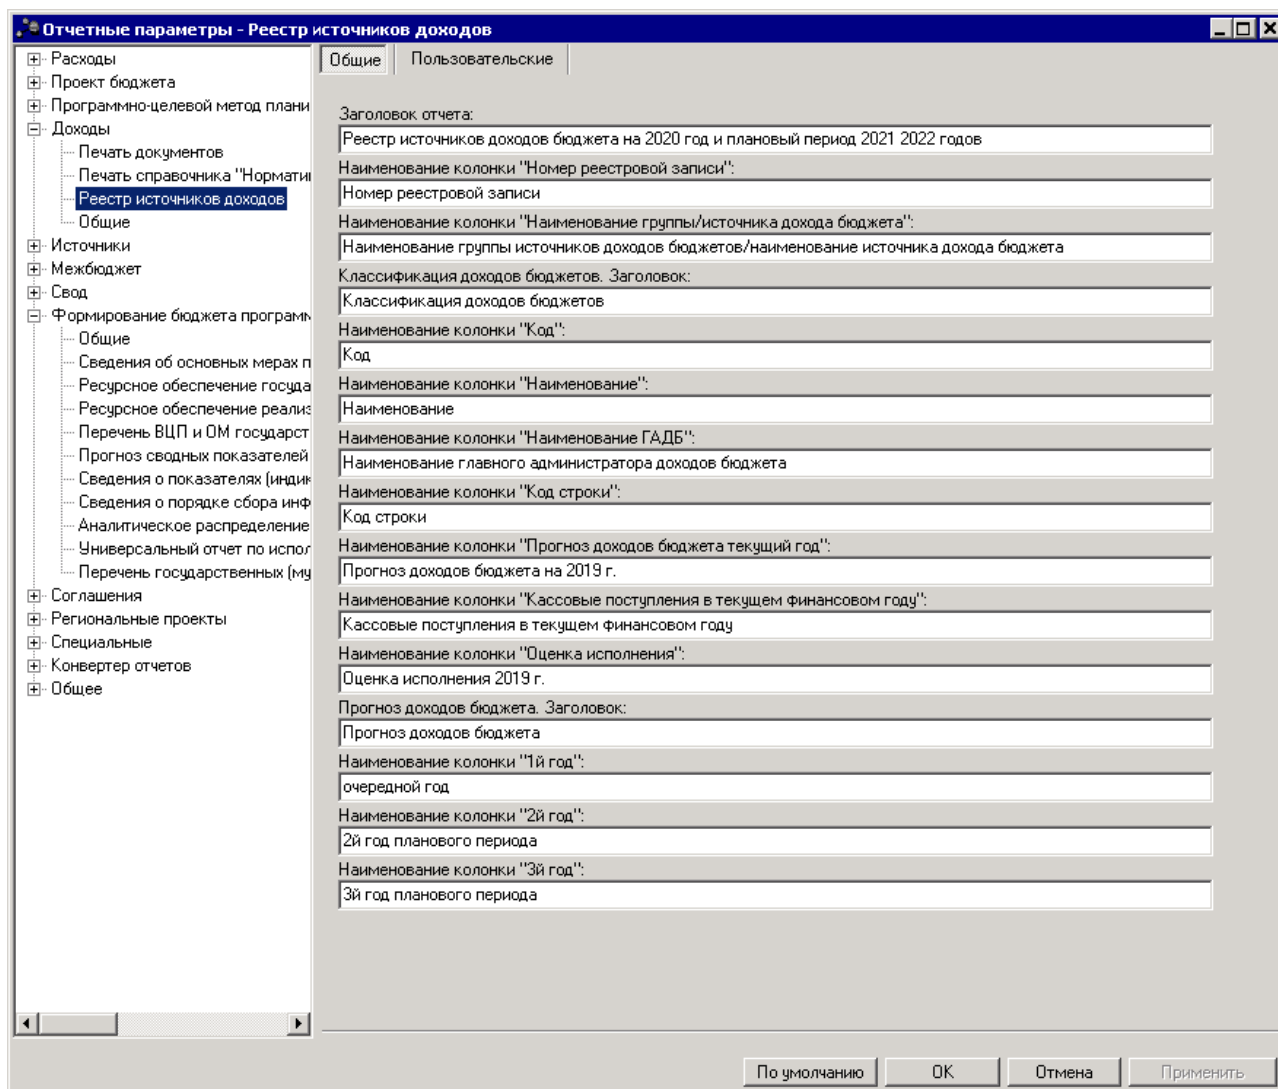 Отчетные параметры - Реестр источников доходов
Расходы
Проект бюджета
Программно-целевой метод плани
Доходы
Печать документов
Печать справочника "Нормати
Реестр источников доходов
Общие
Источники
Межбюджет
Свод
Формирование бюджета программ
Общие
Сведения об основных мерах п
Ресурсное обеспечение госуда
Ресурсное обеспечение реализ
Перечень ВЦП и ОМ государст
Прогноз сводных показателей
Сведения о показателях (индик
Сведения о порядке сбора инф
Аналитическое распределение
Универсальный отчет по испол
Перечень государственных (му
Соглашения
Региональные проекты
Специальные
Конвертер отчетов
Общее
Общие
Пользовательские
Заголовок отчета:
Реестр источников доходов бюджета на 2020 год и плановый период 2021 2022 годов
Наименование колонки "Номер реестровой записи":
Номер реестровой записи
Наименование колонки "Наименование группы/источника дохода бюджета":
Наименование группы источников доходов бюджетов/наименование источника дохода бюджета
Классификация доходов бюджетов. Заголовок:
Классификация доходов бюджетов
Наименование колонки "Код":
Код
Наименование колонки "Наименование":
Наименование
Наименование колонки "Наименование ГАДБ":
Наименование главного администратора доходов бюджета
Наименование колонки "Код строки":
Код строки
Наименование колонки "Прогноз доходов бюджета текущий год":
Прогноз доходов бюджета на 2019 г.
Наименование колонки "Кассовые поступления в текущем финансовом году":
Кассовые поступления в текущем финансовом году
Наименование колонки "Оценка исполнения":
Оценка исполнения 2019 г.
Прогноз доходов бюджета. Заголовок:
Прогноз доходов бюджета
Наименование колонки "1й год":
очередной год
Наименование колонки "2й год":
2й год планового периода
Наименование колонки "3й год":
3й год планового периода
По умолчанию
OK
Отмена
Применить